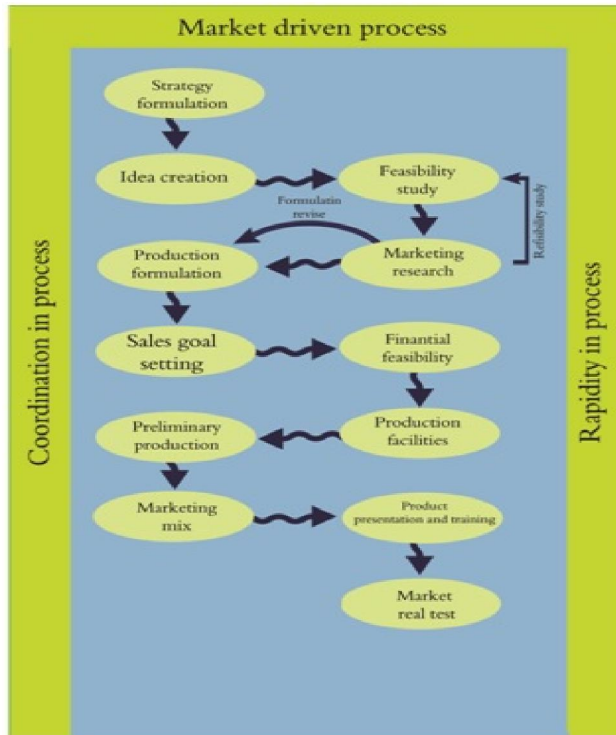 Market driven process
Coordination in process
Rapidity in process
Strategy
formulation
Idea creation
Feasibility
study
Formulatin
revise
Refisibility study
Production
formulation
Marketing
research
Sales goal
setting
Finantial
feasibility
Preliminary
production
Production
facilities
Marketing
mix
Product
presentation and training
Market
real test